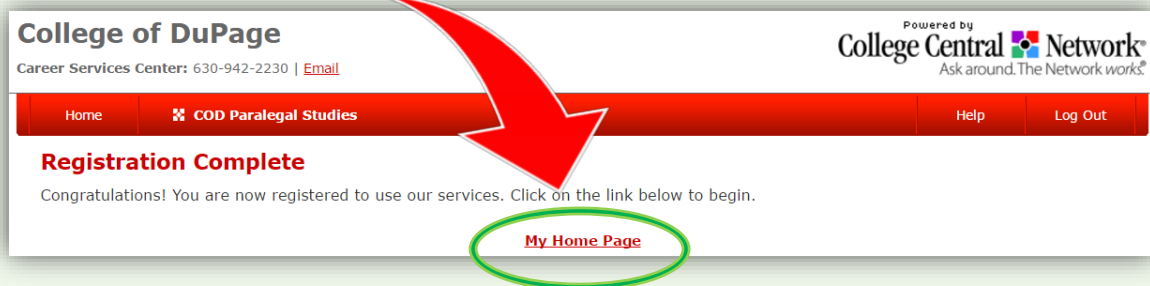 College of DuPage
Powered by
College Central Network®
Career Services Center: 630-942-2230 | Email
Ask around. The Network works.®
Home
COD Paralegal Studies
Help
Log Out
Registration Complete
Congratulations! You are now registered to use our services. Click on the link below to begin.
My Home Page